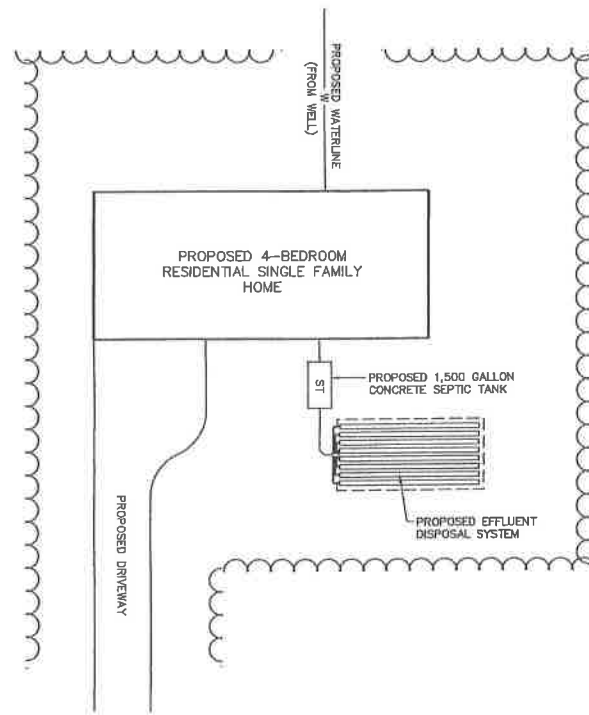 PROPOSED WATERLINE
W
(FROM WELL)
PROPOSED 4-BEDROOM
RESIDENTIAL SINGLE FAMILY
HOME
ST
PROPOSED 1,500 GALLON
CONCRETE SEPTIC TANK
PROPOSED EFFLUENT
DISPOSAL SYSTEM
PROPOSED DRIVEWAY